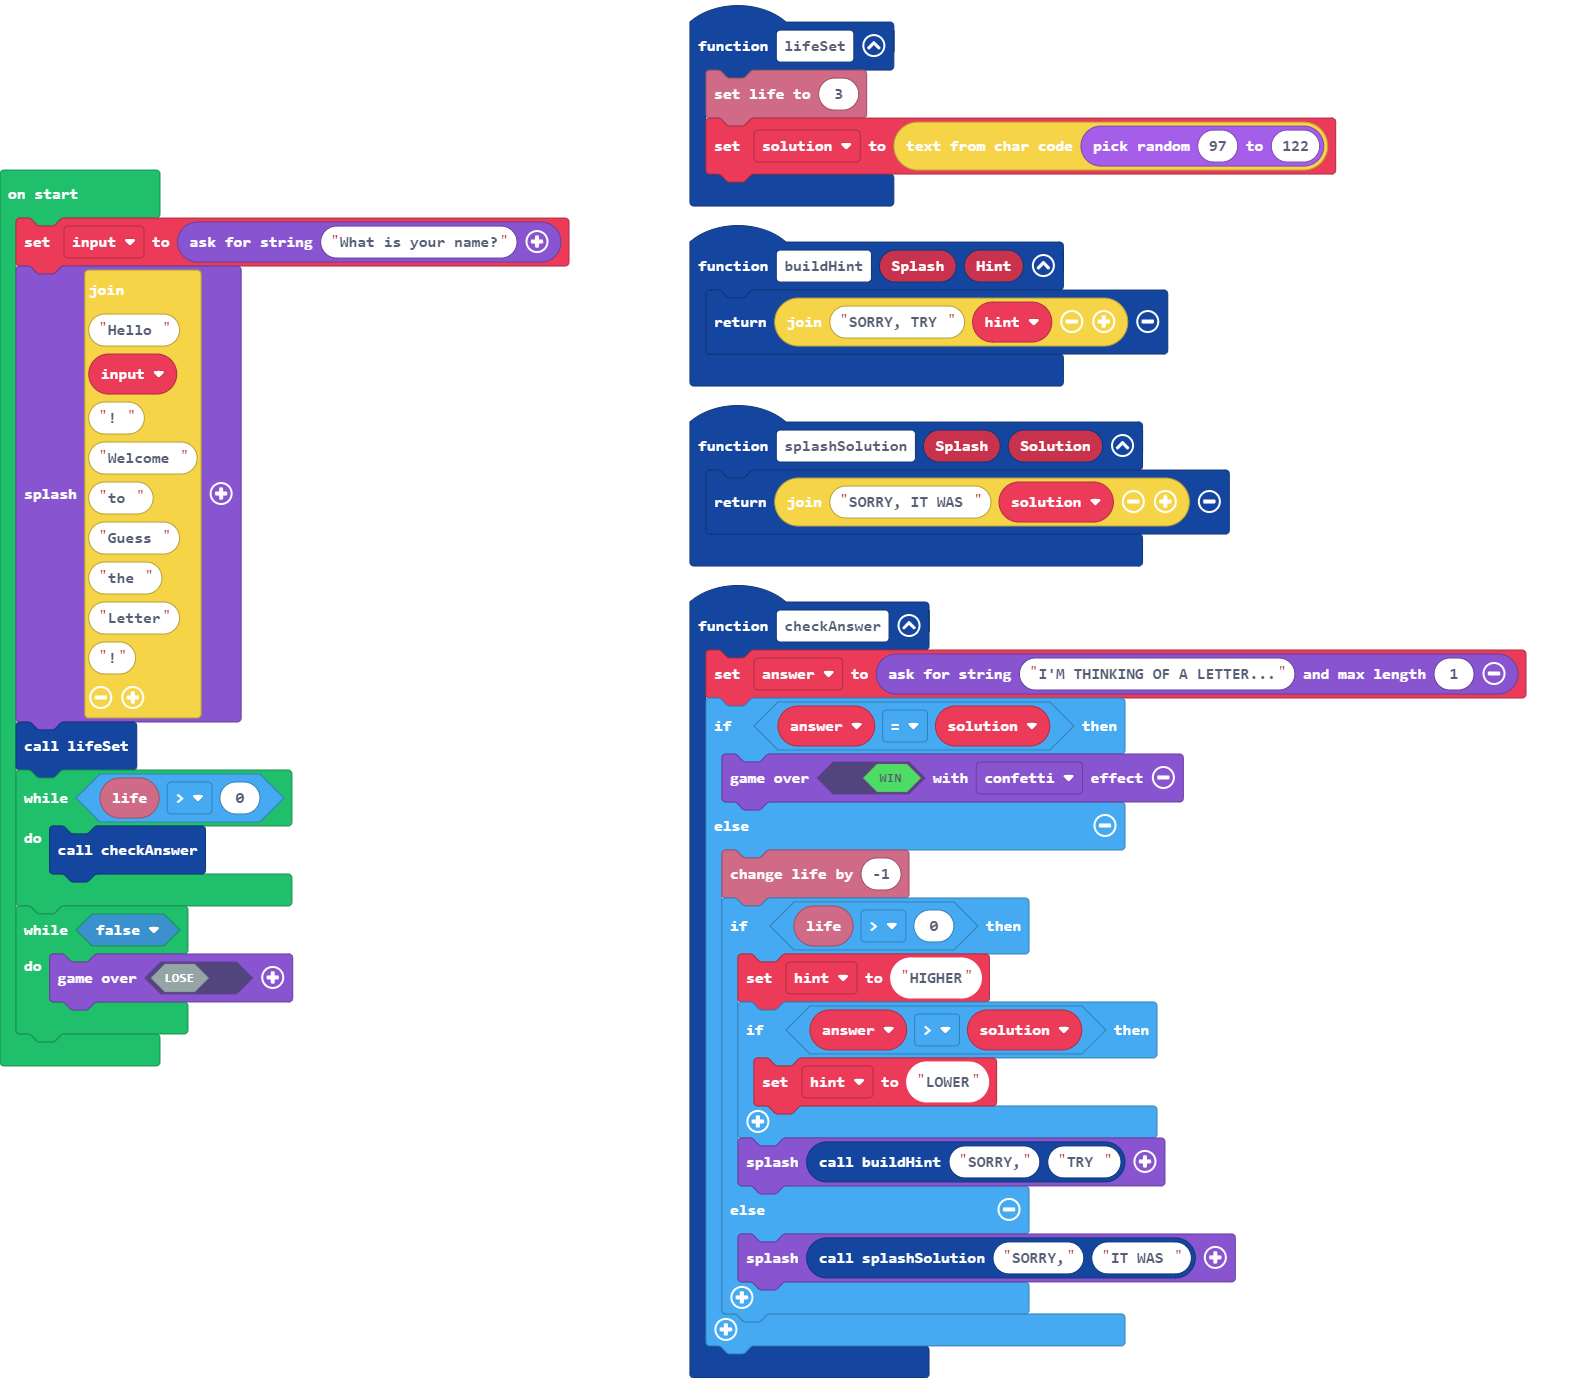 on start
set input to ask for string "What is your name?"
splash
join
"Hello "
input
"! "
"Welcome "
"to "
"Guess "
"the "
"Letter"
"!"
call lifeSet
while life > 0
do call checkAnswer
while false
do game over LOSE
function lifeSet
set life to 3
set solution to text from char code pick random 97 to 122
function buildHint Splash Hint
return join "SORRY, TRY " hint
function splashSolution Splash Solution
return join "SORRY, IT WAS " solution
function checkAnswer
set answer to ask for string "I'M THINKING OF A LETTER..." and max length 1
if answer = solution then
game over WIN with confetti effect
else
change life by -1
if life > 0 then
set hint to "HIGHER"
if answer > solution then
set hint to "LOWER"
splash call buildHint "SORRY," "TRY "
else
splash call splashSolution "SORRY," "IT WAS "